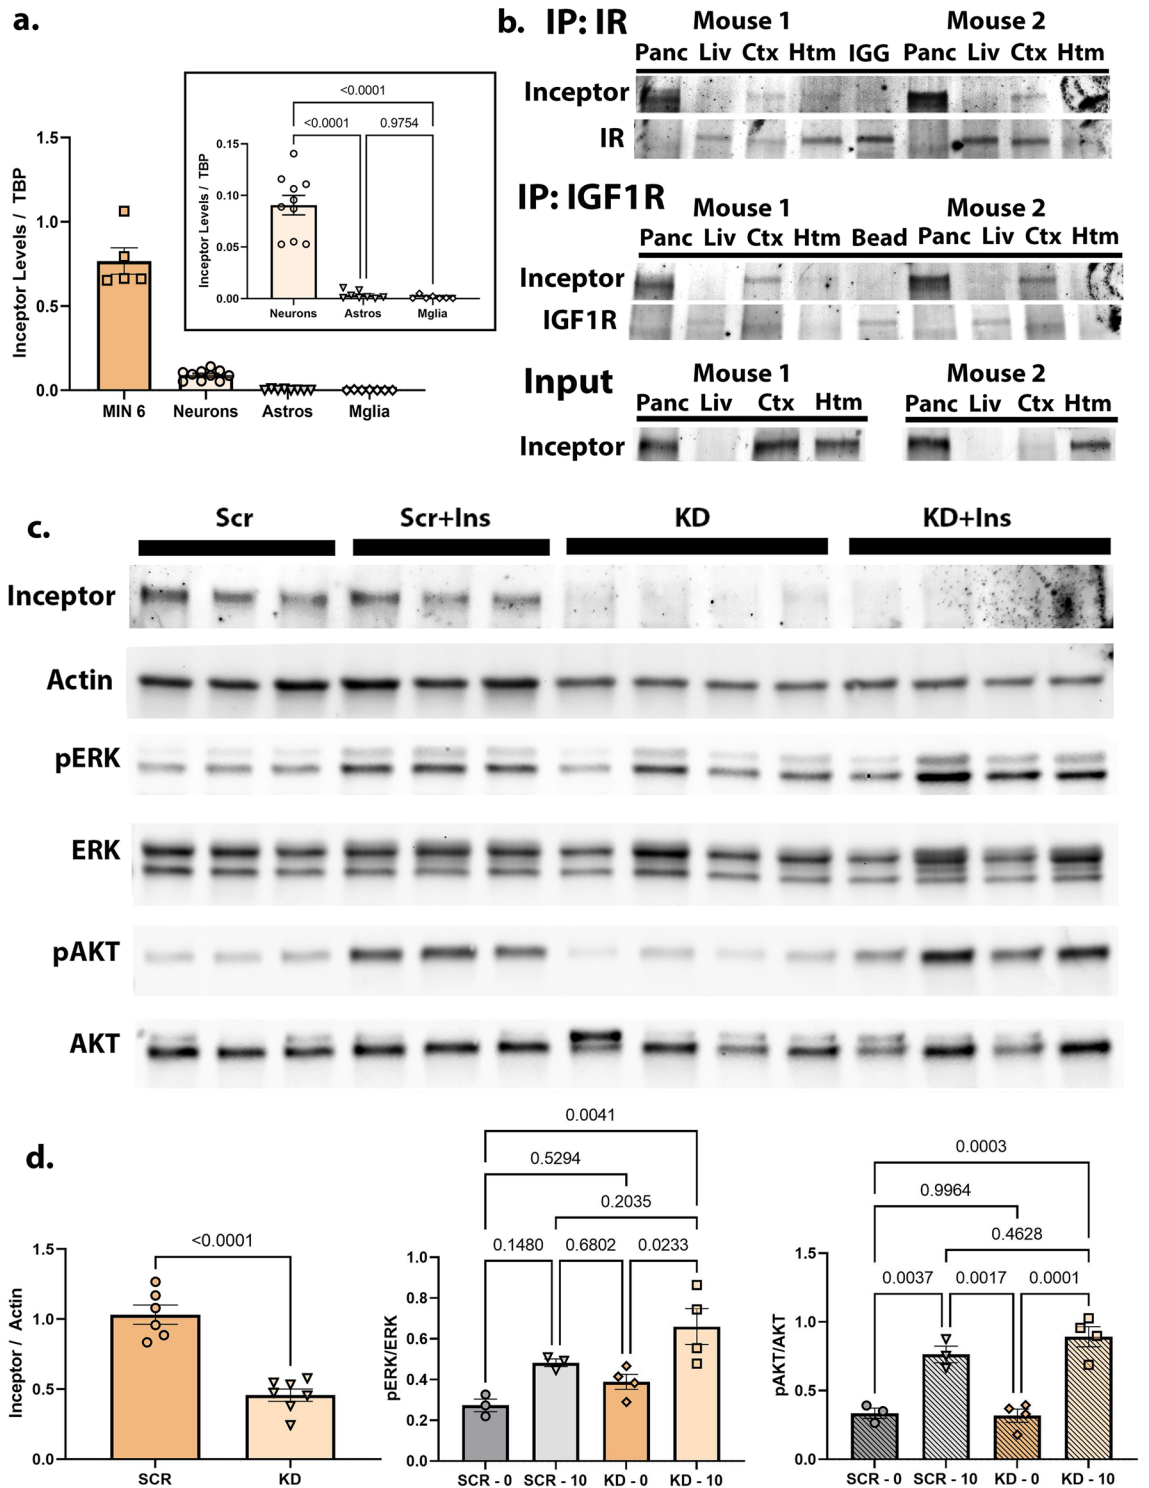 a.
Inceptor Levels / TBP
1.5
1.0
0.5
0.0
MIN 6 Neurons Astros Mglia
Inceptor Levels / TBP
0.15
0.10
0.05
0.00
<0.0001
<0.0001 0.9754
Neurons Astros Mglia
b. IP: IR Mouse 1 Mouse 2
Panc Liv Ctx Htm IGG Panc Liv Ctx Htm
Inceptor
IR
IP: IGF1R Mouse 1 Mouse 2
Panc Liv Ctx Htm Bead Panc Liv Ctx Htm
Inceptor
IGF1R
Input Mouse 1 Mouse 2
Panc Liv Ctx Htm Panc Liv Ctx Htm
Inceptor
c. Scr Scr+Ins KD KD+Ins
Inceptor
Actin
pERK
ERK
pAKT
AKT
d.
Inceptor / Actin
1.5
1.0
0.5
0.0
<0.0001
SCR KD
pERK/ERK
1.0
0.8
0.6
0.4
0.2
0.0
0.0041
0.5294
0.2035
0.1480 0.6802 0.0233
SCR - 0 SCR - 10 KD - 0 KD - 10
pAKT/AKT
1.5
1.0
0.5
0.0
0.0003
0.9964
0.4628
0.0037 0.0017 0.0001
SCR - 0 SCR - 10 KD - 0 KD - 10